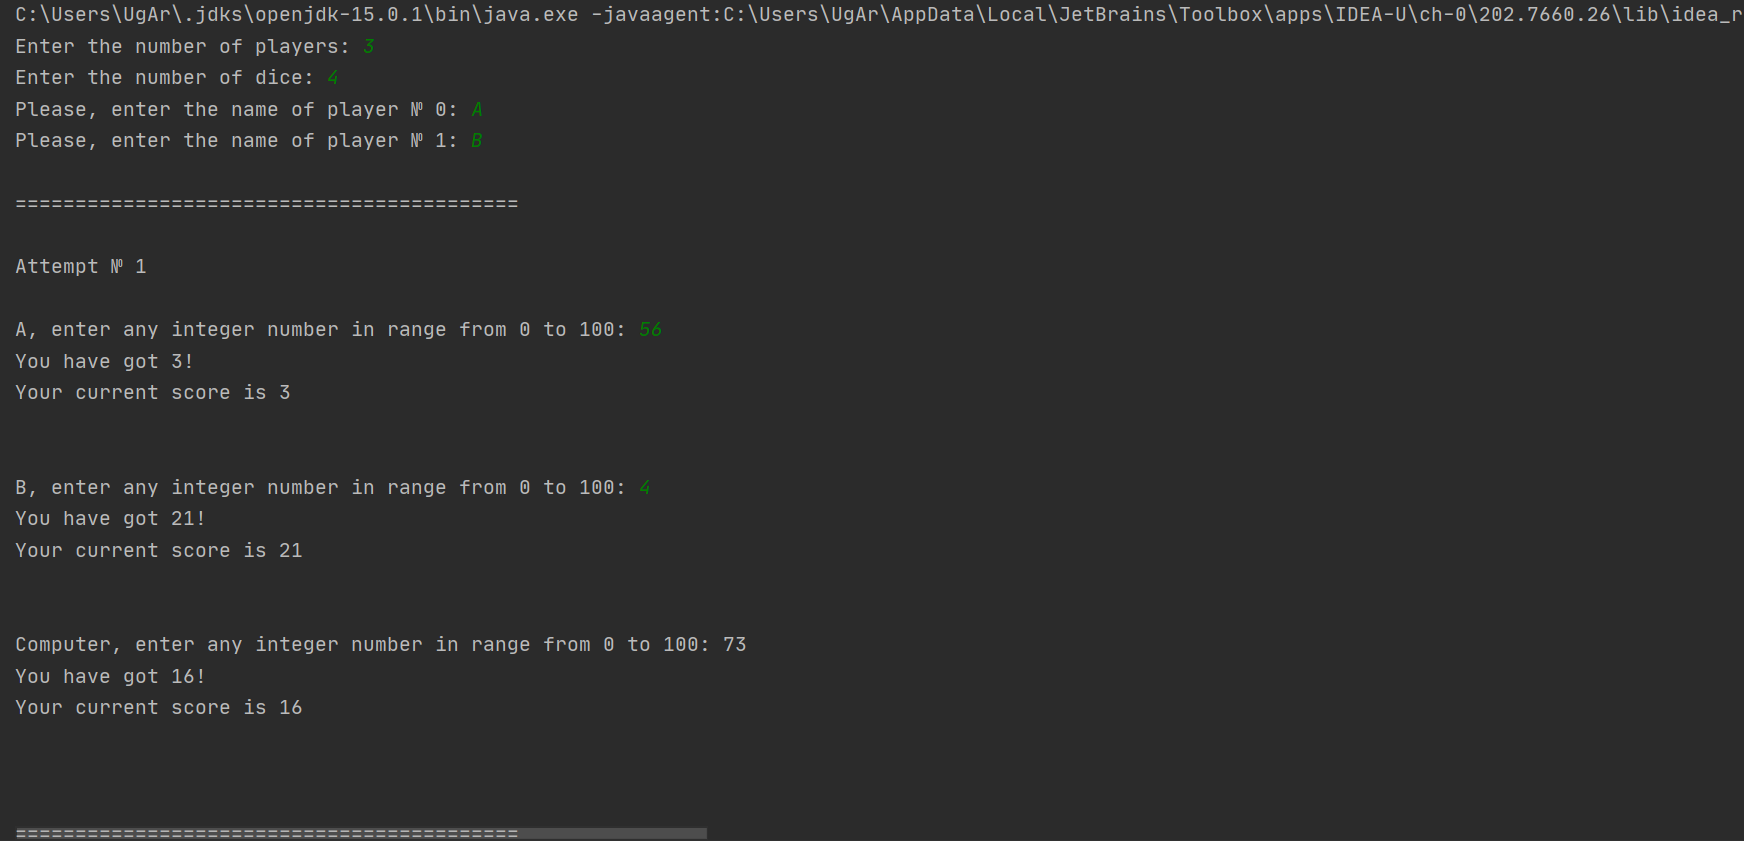 C:\Users\UgAr\.jdks\openjdk-15.0.1\bin\java.exe -javaagent:C:\Users\UgAr\AppData\Local\JetBrains\Toolbox\apps\IDEA-U\ch-0\202.7660.26\lib\idea_r
Enter the number of players: 3
Enter the number of dice: 4
Please, enter the name of player № 0: A
Please, enter the name of player № 1: B
==========================================
Attempt № 1
A, enter any integer number in range from 0 to 100: 56
You have got 3!
Your current score is 3
B, enter any integer number in range from 0 to 100: 4
You have got 21!
Your current score is 21
Computer, enter any integer number in range from 0 to 100: 73
You have got 16!
Your current score is 16
==========================================